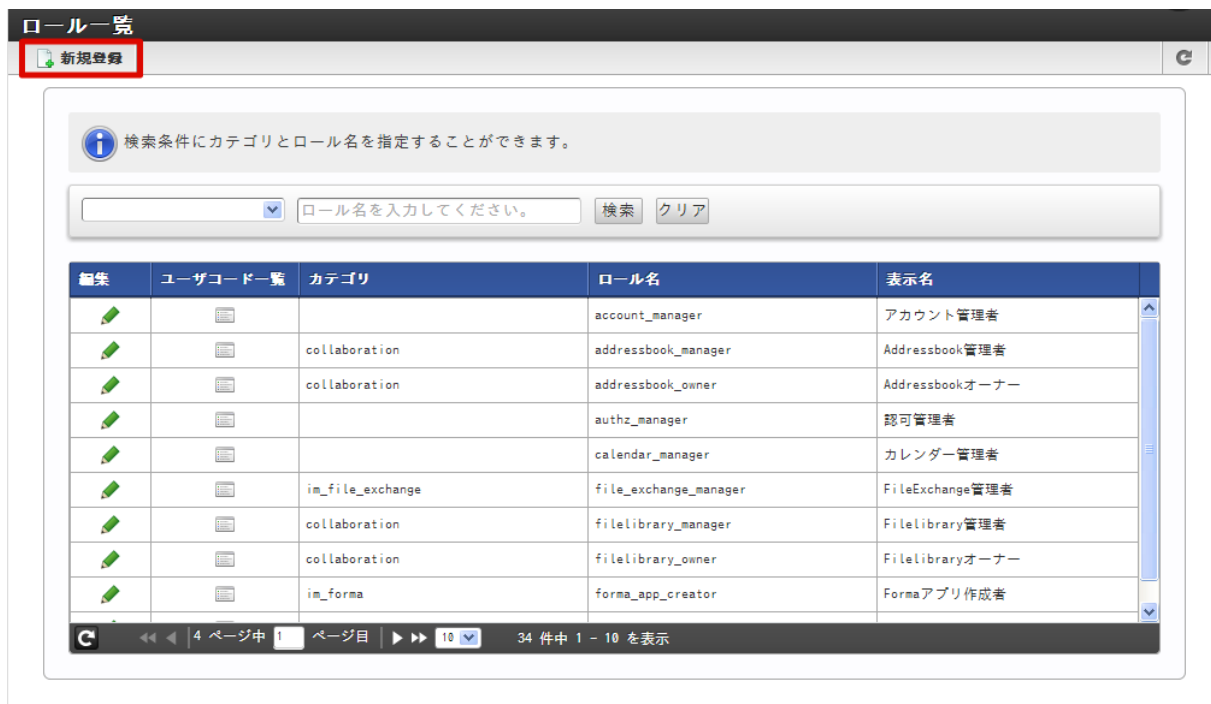 ロール一覧
新規登録
検索条件にカテゴリとロール名を指定することができます。
ロール名を入力してください。 検索 クリア
編集 ユーザコード一覧 カテゴリ ロール名 表示名
account_manager アカウント管理者
collaboration addressbook_manager Addressbook管理者
collaboration addressbook_owner Addressbookオーナー
authz_manager 認可管理者
calendar_manager カレンダー管理者
im_file_exchange file_exchange_manager FileExchange管理者
collaboration filelibrary_manager Filelibrary管理者
collaboration filelibrary_owner Filelibraryオーナー
im_forma forma_app_creator Formaアプリ作成者
4 ページ中 1 ページ目 10 34 件中 1 - 10 を表示